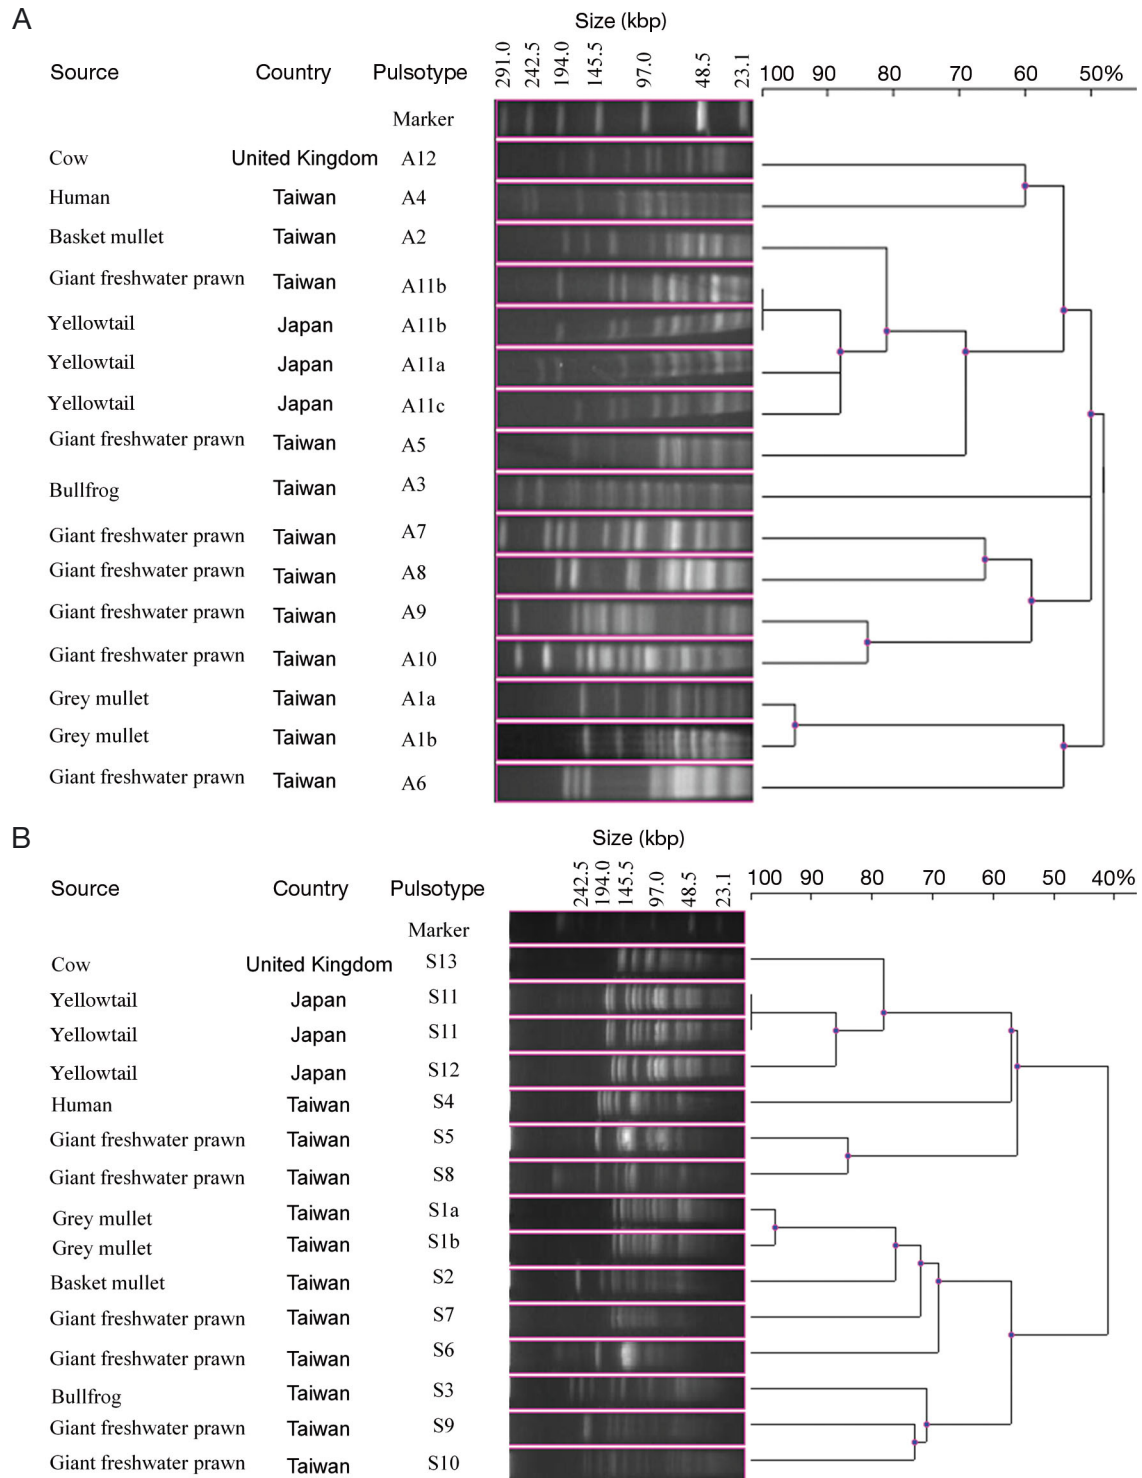 A
Size (kbp)
Source Country Pulsotype 291.0 242.5 194.0 145.5 97.0 48.5 23.1 100 90 80 70 60 50%
Marker
Cow United Kingdom A12
Human Taiwan A4
Basket mullet Taiwan A2
Giant freshwater prawn Taiwan A11b
Yellowtail Japan A11b
Yellowtail Japan A11a
Yellowtail Japan A11c
Giant freshwater prawn Taiwan A5
Bullfrog Taiwan A3
Giant freshwater prawn Taiwan A7
Giant freshwater prawn Taiwan A8
Giant freshwater prawn Taiwan A9
Giant freshwater prawn Taiwan A10
Grey mullet Taiwan A1a
Grey mullet Taiwan A1b
Giant freshwater prawn Taiwan A6
B
Size (kbp)
Source Country Pulsotype 242.5 194.0 145.5 97.0 48.5 23.1 100 90 80 70 60 50 40%
Marker
Cow United Kingdom S13
Yellowtail Japan S11
Yellowtail Japan S11
Yellowtail Japan S12
Human Taiwan S4
Giant freshwater prawn Taiwan S5
Giant freshwater prawn Taiwan S8
Grey mullet Taiwan S1a
Grey mullet Taiwan S1b
Basket mullet Taiwan S2
Giant freshwater prawn Taiwan S7
Giant freshwater prawn Taiwan S6
Bullfrog Taiwan S3
Giant freshwater prawn Taiwan S9
Giant freshwater prawn Taiwan S10